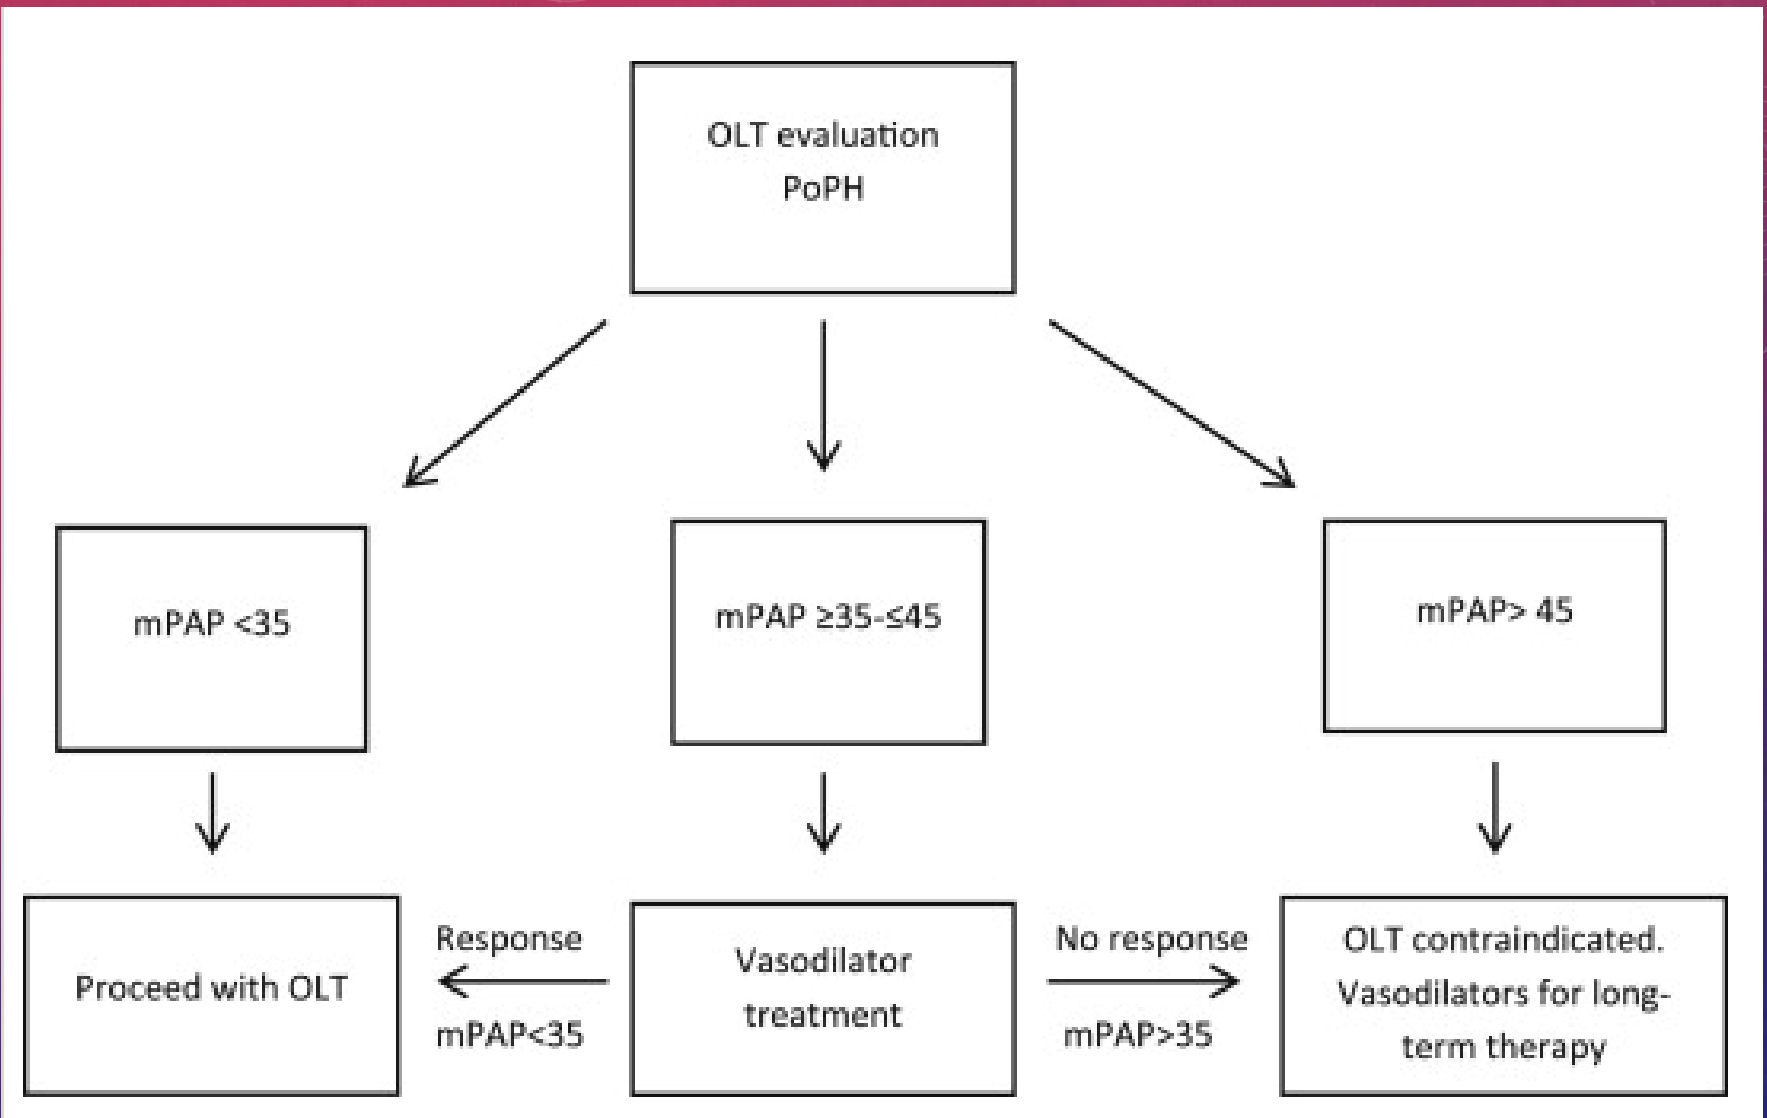 OLT evaluation
PoPH
mPAP <35
mPAP ≥35-≤45
mPAP> 45
Proceed with OLT
Response
mPAP<35
Vasodilator
treatment
No response
mPAP>35
OLT contraindicated.
Vasodilators for long-
term therapy